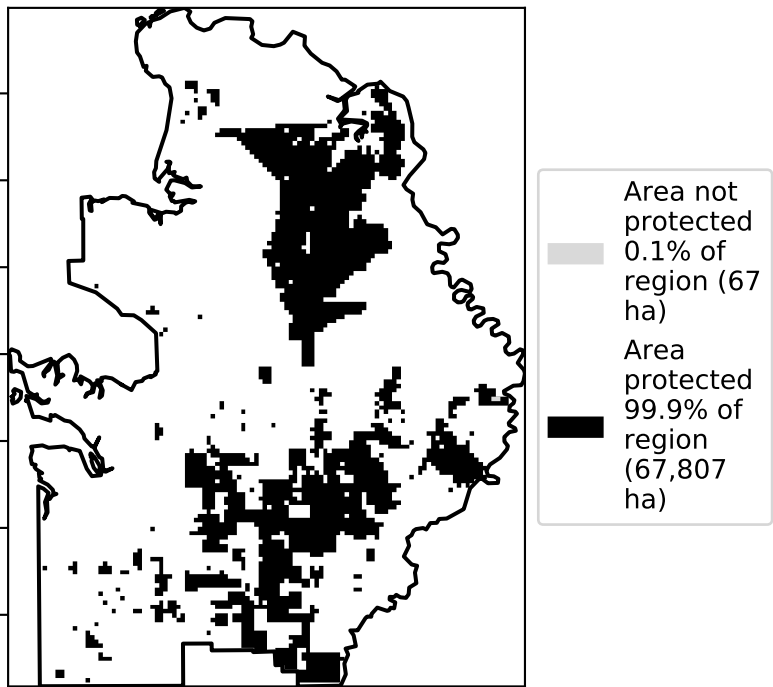 Area not
protected
0.1% of
region (67
ha)
Area
protected
99.9% of
region
(67,807
ha)